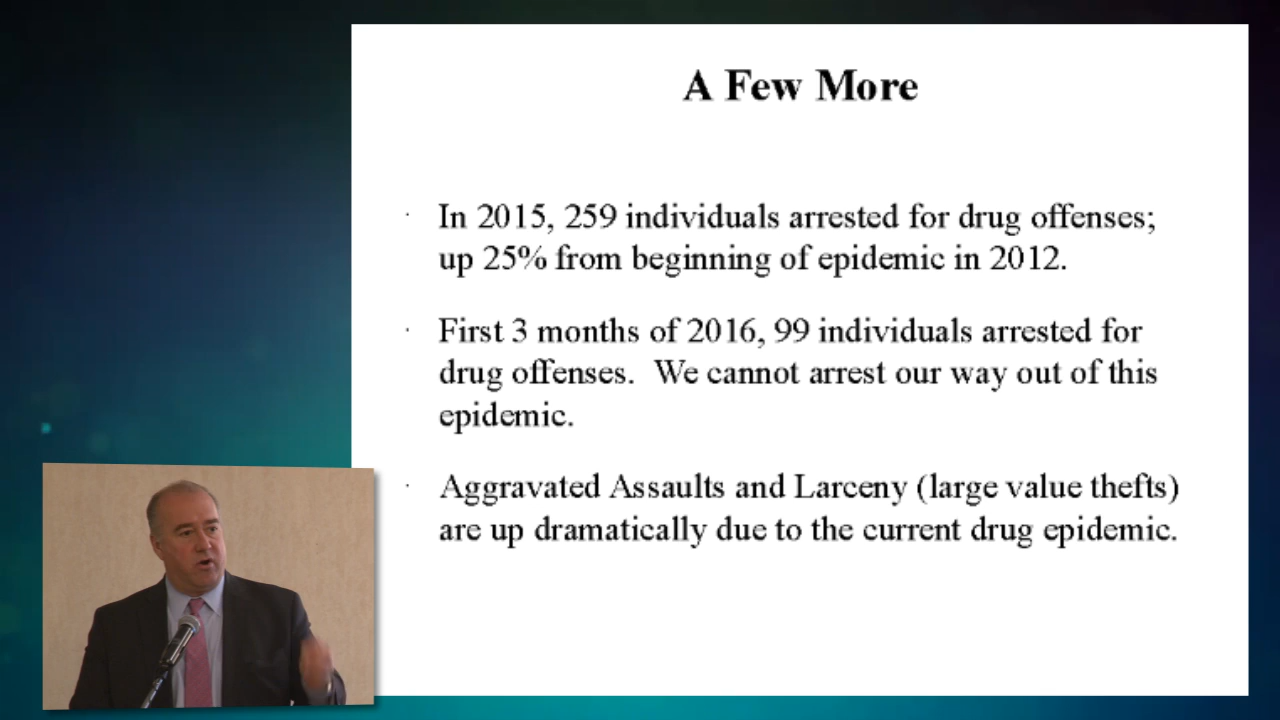 A Few More
In 2015, 259 individuals arrested for drug offenses;
up 25% from beginning of epidemic in 2012.
First 3 months of 2016, 99 individuals arrested for
drug offenses.  We cannot arrest our way out of this
epidemic.
Aggravated Assaults and Larceny (large value thefts)
are up dramatically due to the current drug epidemic.